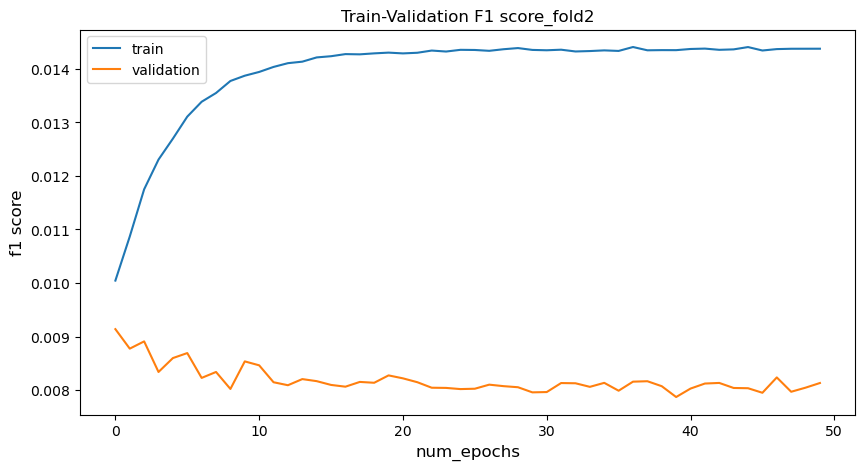 Train-Validation F1 score_fold2
train
validation
f1 score
0.014
0.013
0.012
0.011
0.010
0.009
0.008
0 10 20 30 40 50
num_epochs